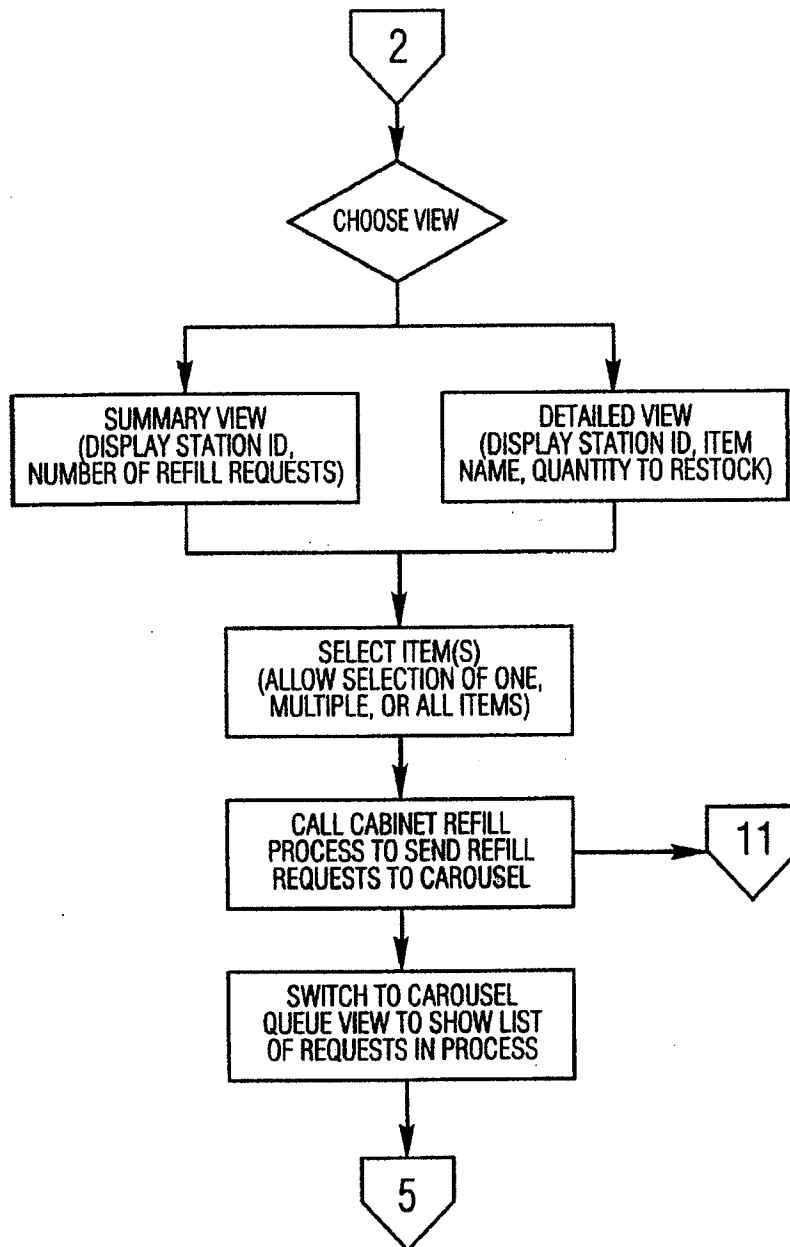 2
CHOOSE VIEW
SUMMARY VIEW
(DISPLAY STATION ID,
NUMBER OF REFILL REQUESTS)
DETAILED VIEW
(DISPLAY STATION ID, ITEM
NAME, QUANTITY TO RESTOCK)
SELECT ITEM(S)
(ALLOW SELECTION OF ONE,
MULTIPLE, OR ALL ITEMS)
CALL CABINET REFILL
PROCESS TO SEND REFILL
REQUESTS TO CAROUSEL
11
SWITCH TO CAROUSEL
QUEUE VIEW TO SHOW LIST
OF REQUESTS IN PROCESS
5